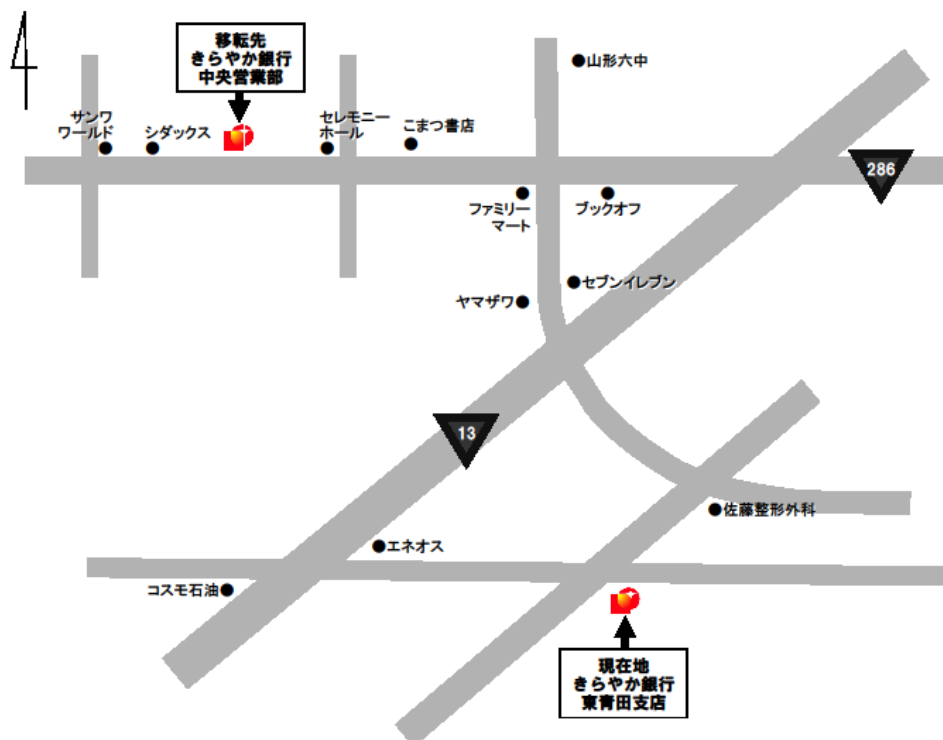 移転先
きらやか銀行
中央営業部
●山形六中
サンワ
ワールド
シダックス
セレモニー
ホール
こまつ書店
286
ファミリー
マート
ブックオフ
●セブンイレブン
ヤマザワ●
13
●佐藤整形外科
●エネオス
コスモ石油●
現在地
きらやか銀行
東青田支店